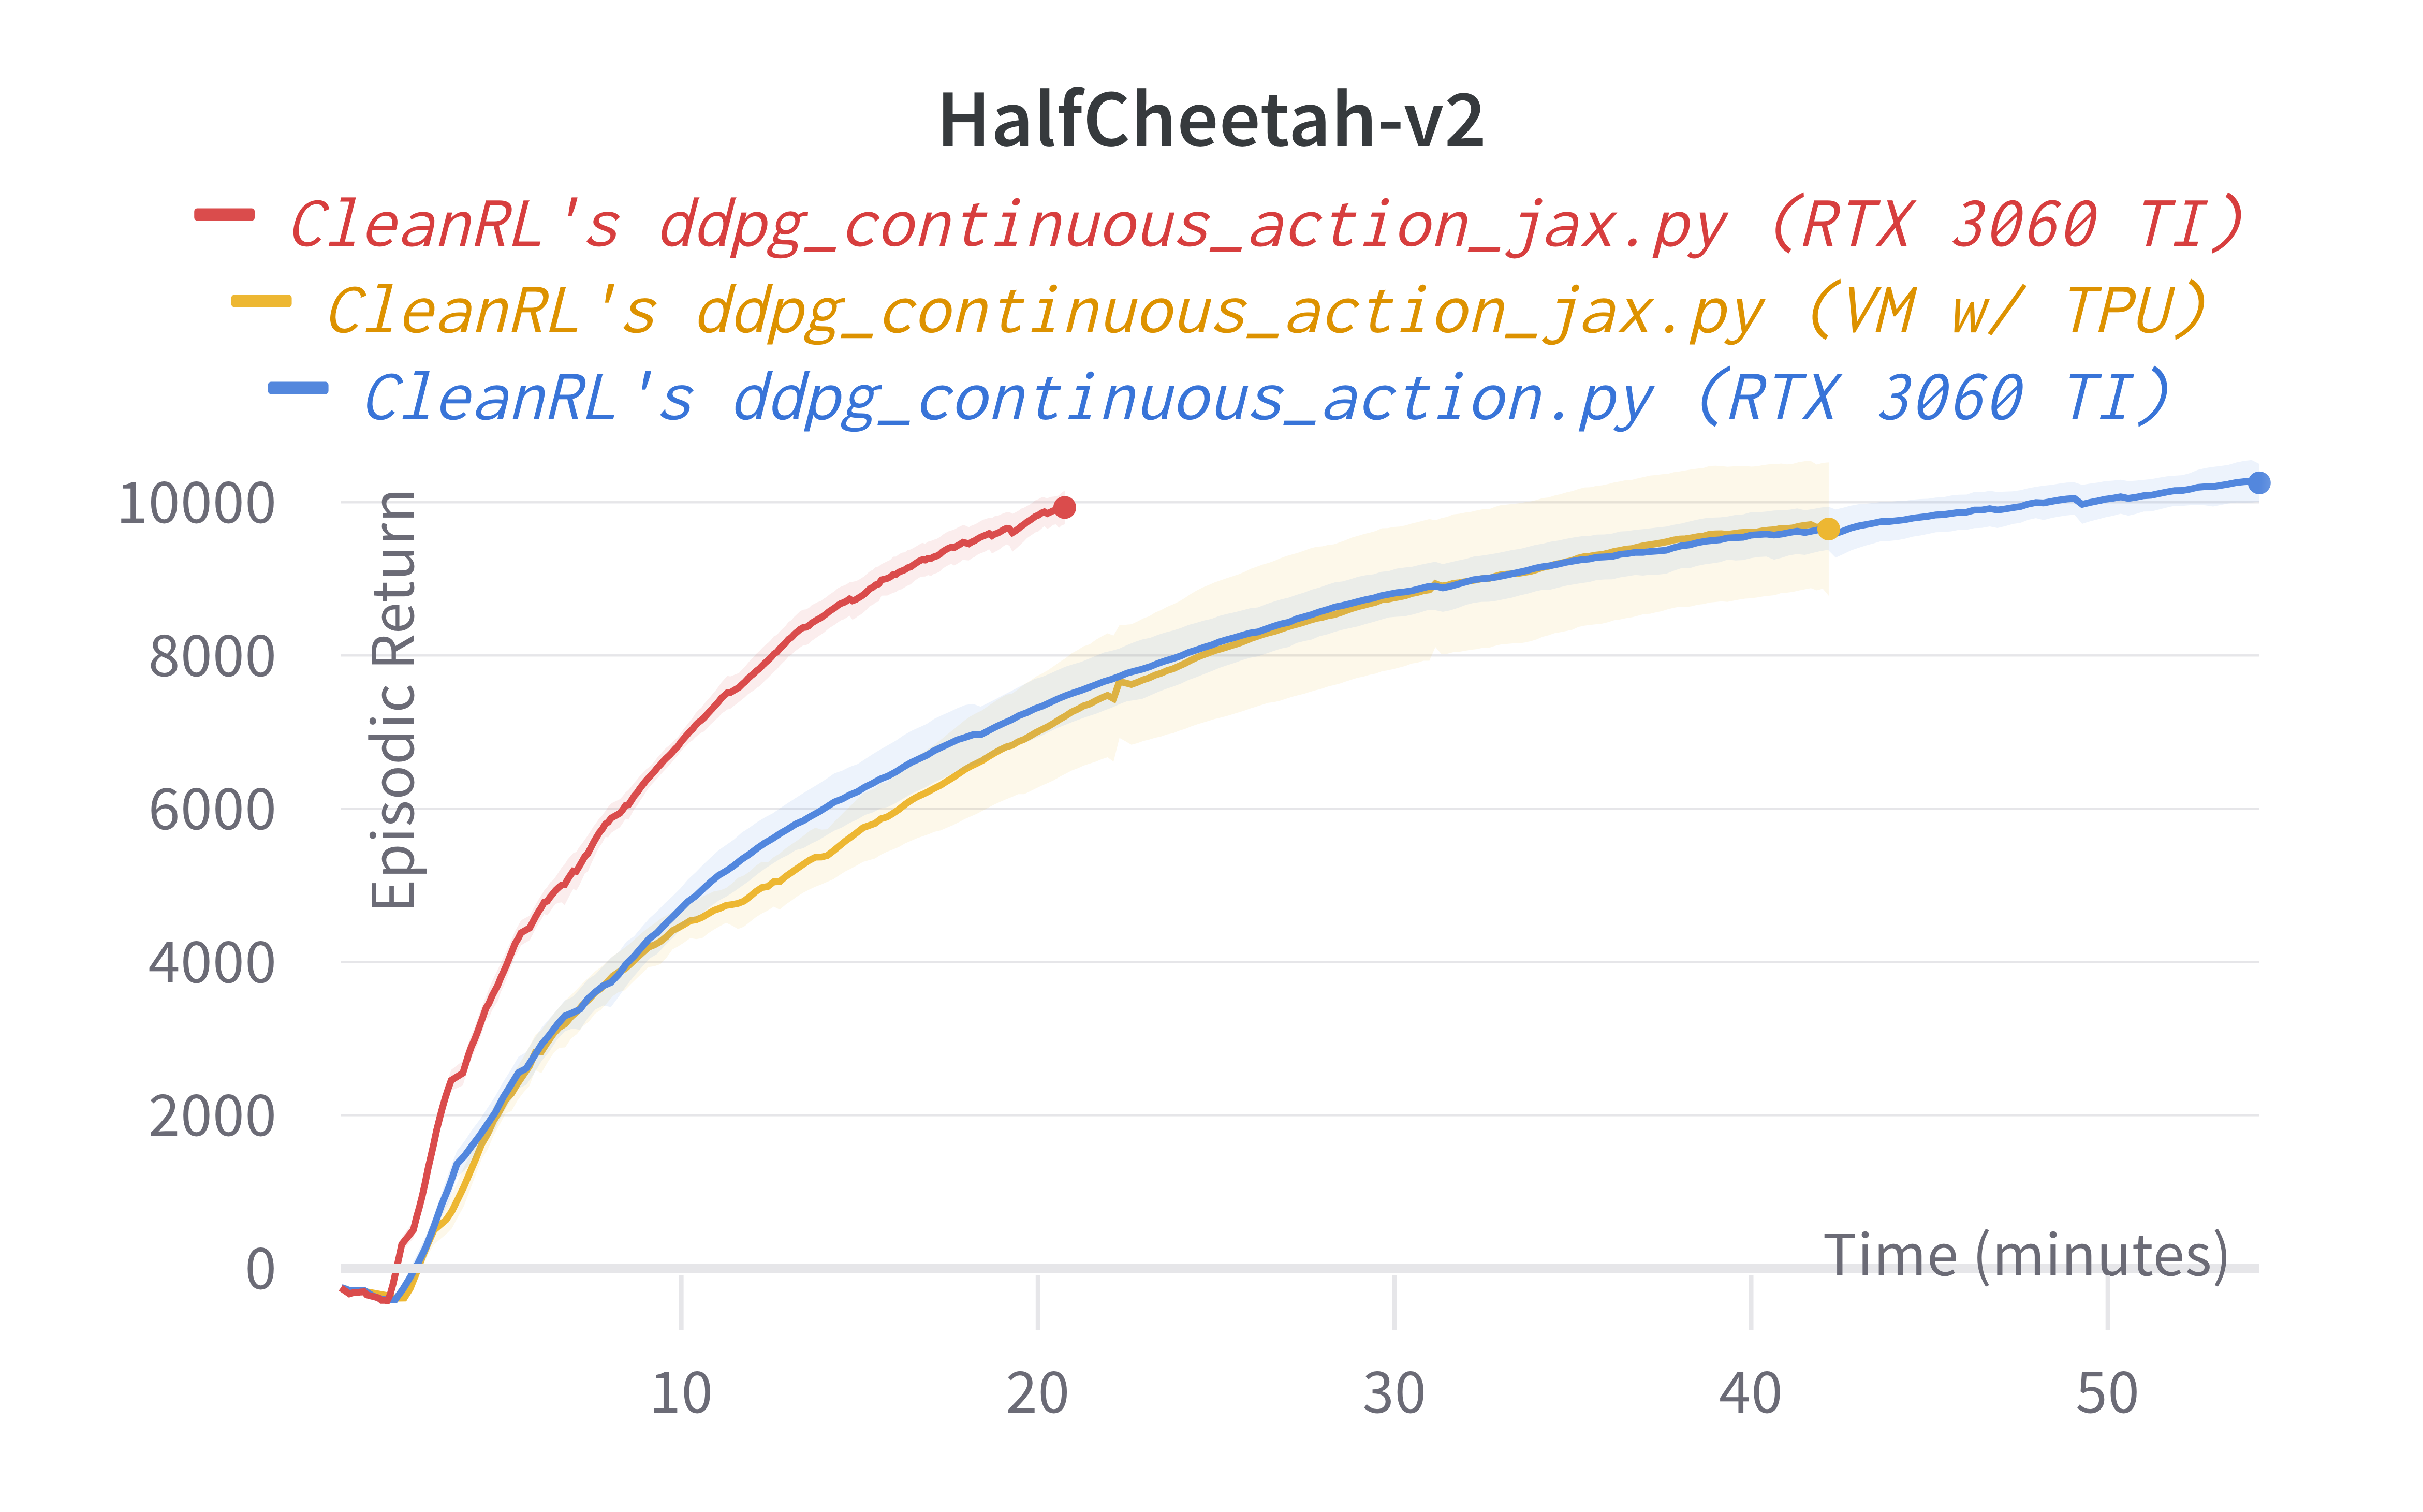 HalfCheetah-v2
CleanRL's ddpg_continuous_action_jax.py (RTX 3060 TI)
CleanRL's ddpg_continuous_action_jax.py (VM w/ TPU)
CleanRL's ddpg_continuous_action.py (RTX 3060 TI)
10000
8000
6000
4000
2000
0
Episodic Return
Time (minutes)
10 20 30 40 50